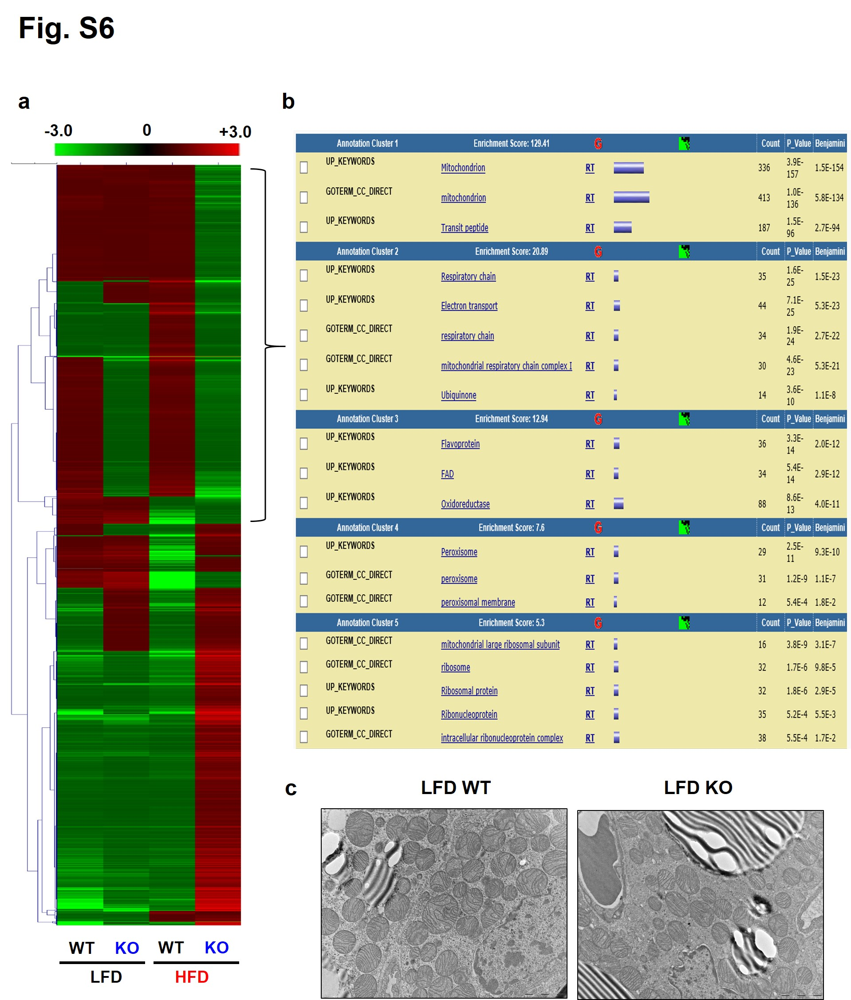 Fig. S6
a
b
-3.0 0 +3.0
Annotation Cluster 1 Enrichment Score: 129.41 G Count P_Value Benjamini
UP_KEYWORDS Mitochondrion RT 336 3.9E-157 1.5E-154
GOTERM_CC_DIRECT mitochondrion RT 413 1.0E-136 5.8E-134
UP_KEYWORDS Transit peptide RT 187 1.5E-96 2.7E-94
Annotation Cluster 2 Enrichment Score: 20.89 G Count P_Value Benjamini
UP_KEYWORDS Respiratory chain RT 35 1.6E-25 1.5E-23
UP_KEYWORDS Electron transport RT 44 7.1E-25 5.3E-23
GOTERM_CC_DIRECT respiratory chain RT 34 1.9E-24 2.7E-22
GOTERM_CC_DIRECT mitochondrial respiratory chain complex I RT 30 4.6E-23 5.3E-21
UP_KEYWORDS Ubiquinone RT 14 3.6E-10 1.1E-8
Annotation Cluster 3 Enrichment Score: 12.94 G Count P_Value Benjamini
UP_KEYWORDS Flavoprotein RT 36 3.3E-14 2.0E-12
UP_KEYWORDS FAD RT 34 5.4E-14 2.9E-12
UP_KEYWORDS Oxidoreductase RT 88 8.6E-13 4.0E-11
Annotation Cluster 4 Enrichment Score: 7.6 G Count P_Value Benjamini
UP_KEYWORDS Peroxisome RT 29 2.5E-11 9.3E-10
GOTERM_CC_DIRECT peroxisome RT 31 1.2E-9 1.1E-7
GOTERM_CC_DIRECT peroxisomal membrane RT 12 5.4E-4 1.8E-2
Annotation Cluster 5 Enrichment Score: 5.3 G Count P_Value Benjamini
GOTERM_CC_DIRECT mitochondrial large ribosomal subunit RT 16 3.8E-9 3.1E-7
GOTERM_CC_DIRECT ribosome RT 32 1.7E-6 9.8E-5
UP_KEYWORDS Ribosomal protein RT 32 1.8E-6 2.9E-5
UP_KEYWORDS Ribonucleoprotein RT 35 5.2E-4 5.5E-3
GOTERM_CC_DIRECT intracellular ribonucleoprotein complex RT 38 5.5E-4 1.7E-2
WT KO WT KO
LFD HFD
c
LFD WT LFD KO